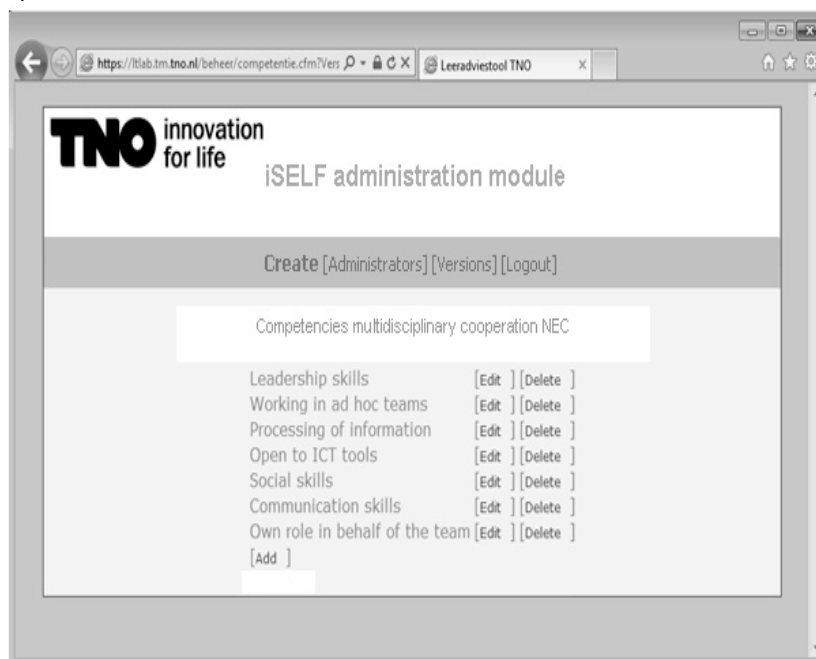 https://ltlab.tm.tno.nl/beheer/competentie.cfm?Vers
Leeradviestool TNO
TNO innovation
for life
iSELF administration module
Create [Administrators] [Versions] [Logout]
Competencies multidisciplinary cooperation NEC
Leadership skills [Edit ] [Delete ]
Working in ad hoc teams [Edit ] [Delete ]
Processing of information [Edit ] [Delete ]
Open to ICT tools [Edit ] [Delete ]
Social skills [Edit ] [Delete ]
Communication skills [Edit ] [Delete ]
Own role in behalf of the team [Edit ] [Delete ]
[Add ]